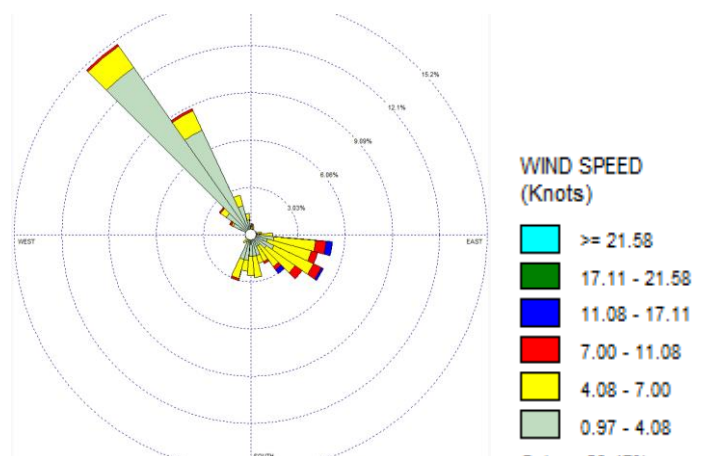 15.2%
12.1%
9.09%
6.06%
3.03%
WEST
EAST
WIND SPEED
(Knots)
>= 21.58
17.11 - 21.58
11.08 - 17.11
7.00 - 11.08
4.08 - 7.00
0.97 - 4.08